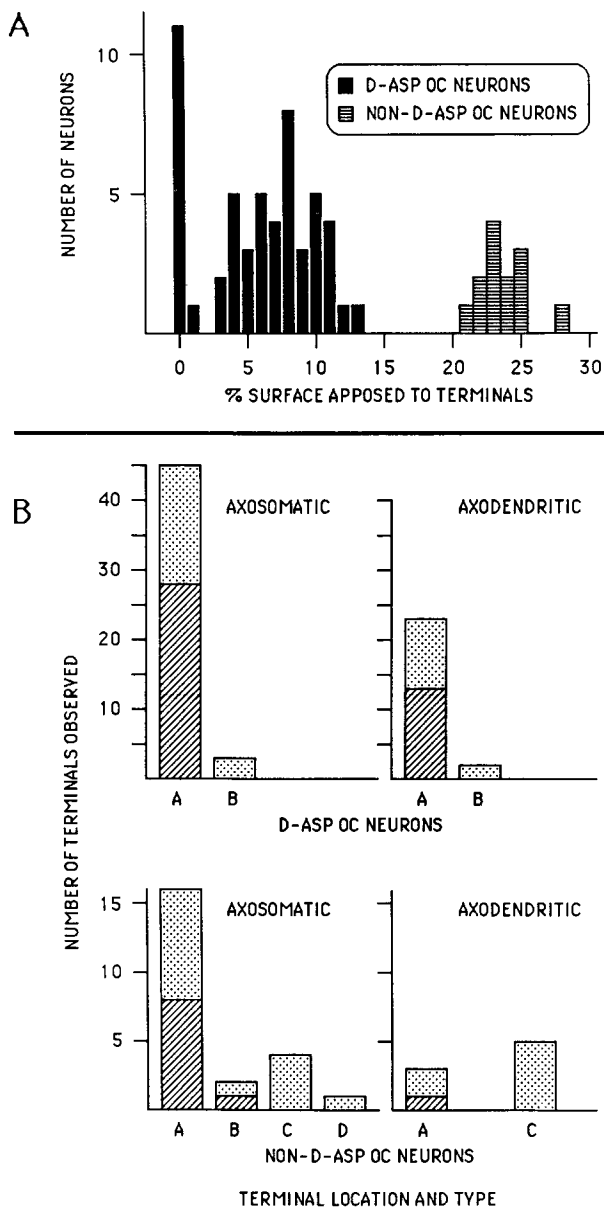 A
NUMBER OF NEURONS
10
5
D-ASP OC NEURONS
NON-D-ASP OC NEURONS
0 5 10 15 20 25 30
% SURFACE APPOSED TO TERMINALS
B
NUMBER OF TERMINALS OBSERVED
AXOSOMATIC
40
30
20
10
A B
AXODENDRITIC
A B
D-ASP OC NEURONS
AXOSOMATIC
15
10
5
A B C D
AXODENDRITIC
A C
NON-D-ASP OC NEURONS
TERMINAL LOCATION AND TYPE